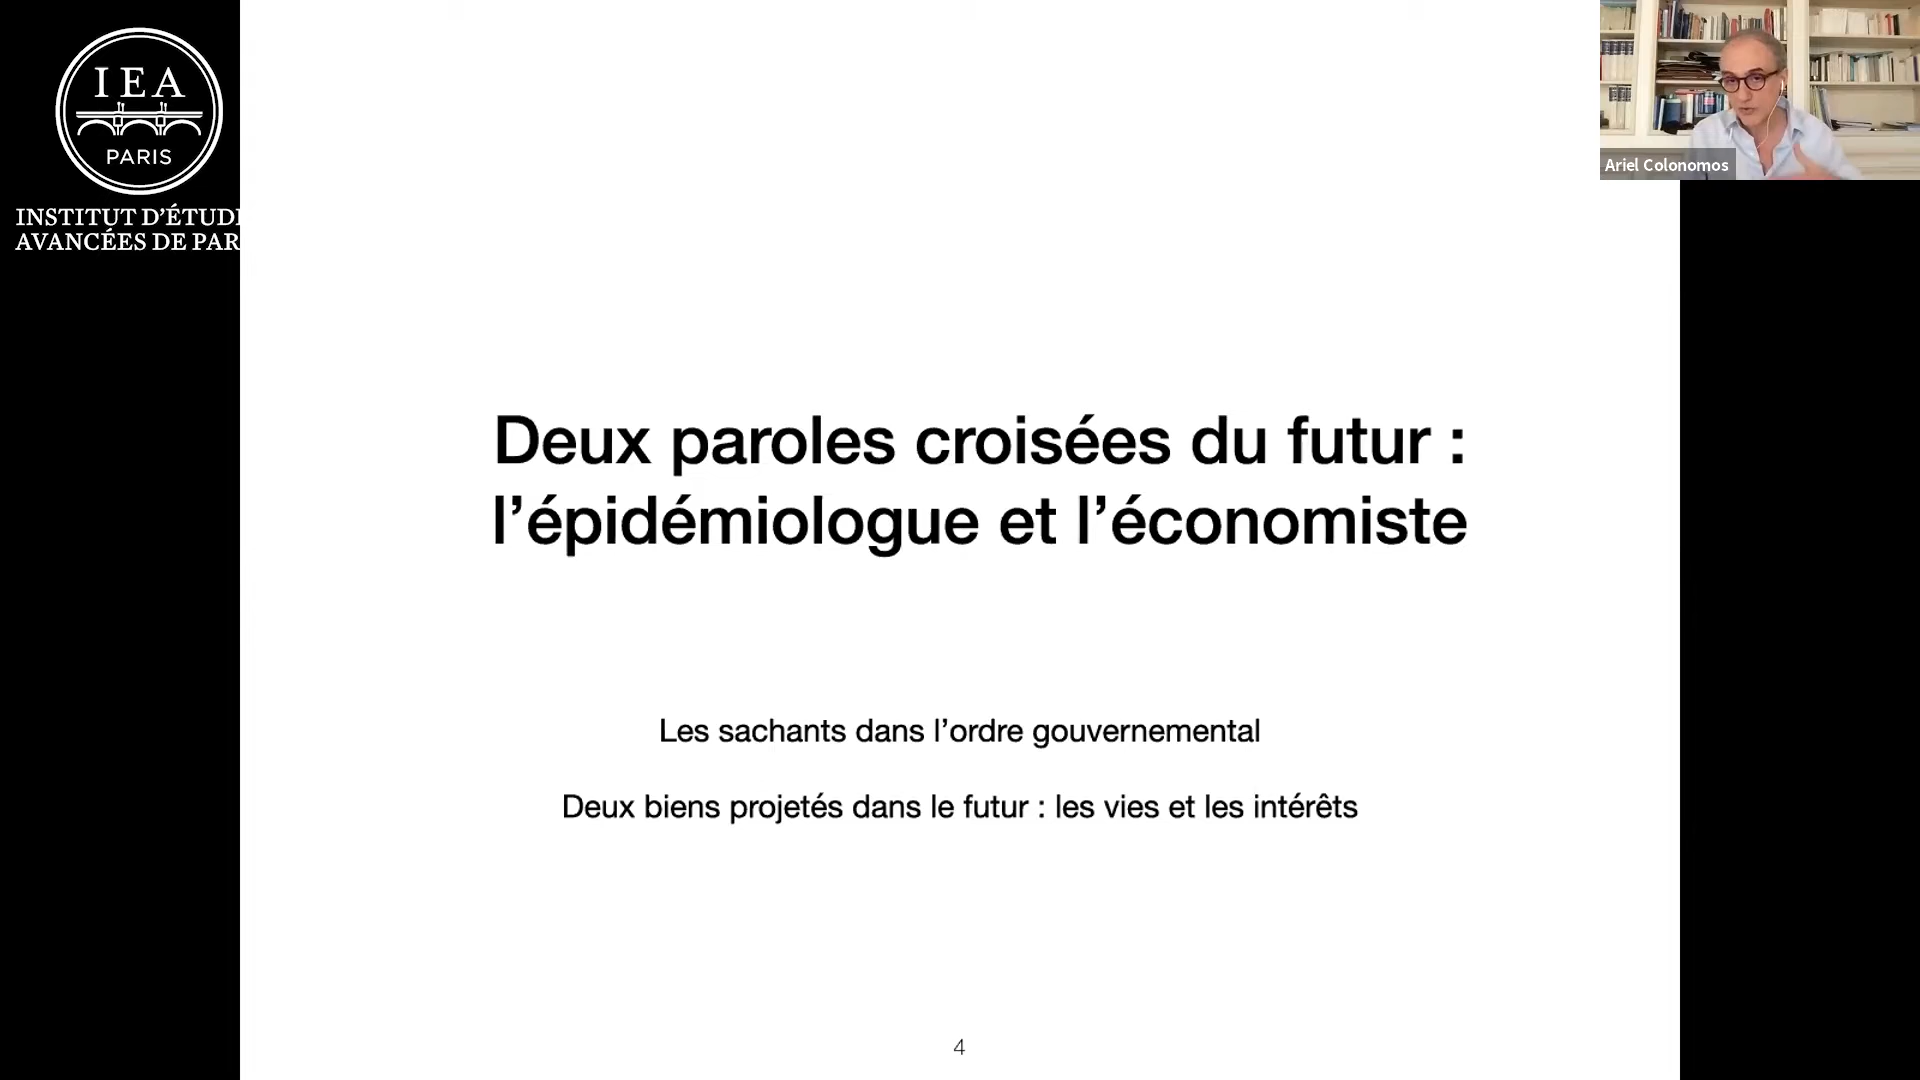 IEA
PARIS
INSTITUT D’ÉTUD
AVANCÉES DE PAR
Ariel Colonomos
Deux paroles croisées du futur :
l’épidémiologue et l’économiste
Les sachants dans l’ordre gouvernemental
Deux biens projetés dans le futur : les vies et les intérêts
4